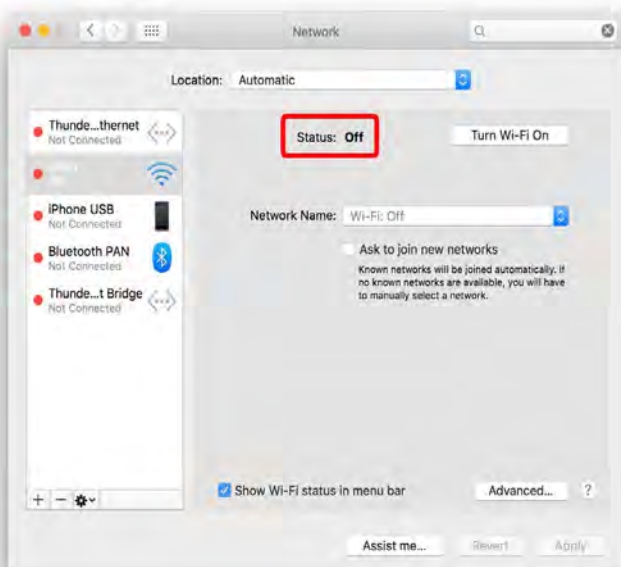 Network
Location: Automatic
Thunde...thernet
Not Connected
iPhone USB
Not Connected
Bluetooth PAN
Not Connected
Thunde...t Bridge
Not Connected
Status: Off
Turn Wi-Fi On
Network Name: Wi-Fi: Off
Ask to join new networks
Known networks will be joined automatically. If
no known networks are available, you will have
to manually select a network.
Show Wi-Fi status in menu bar
Advanced...
?
Assist me...
Revert
Apply